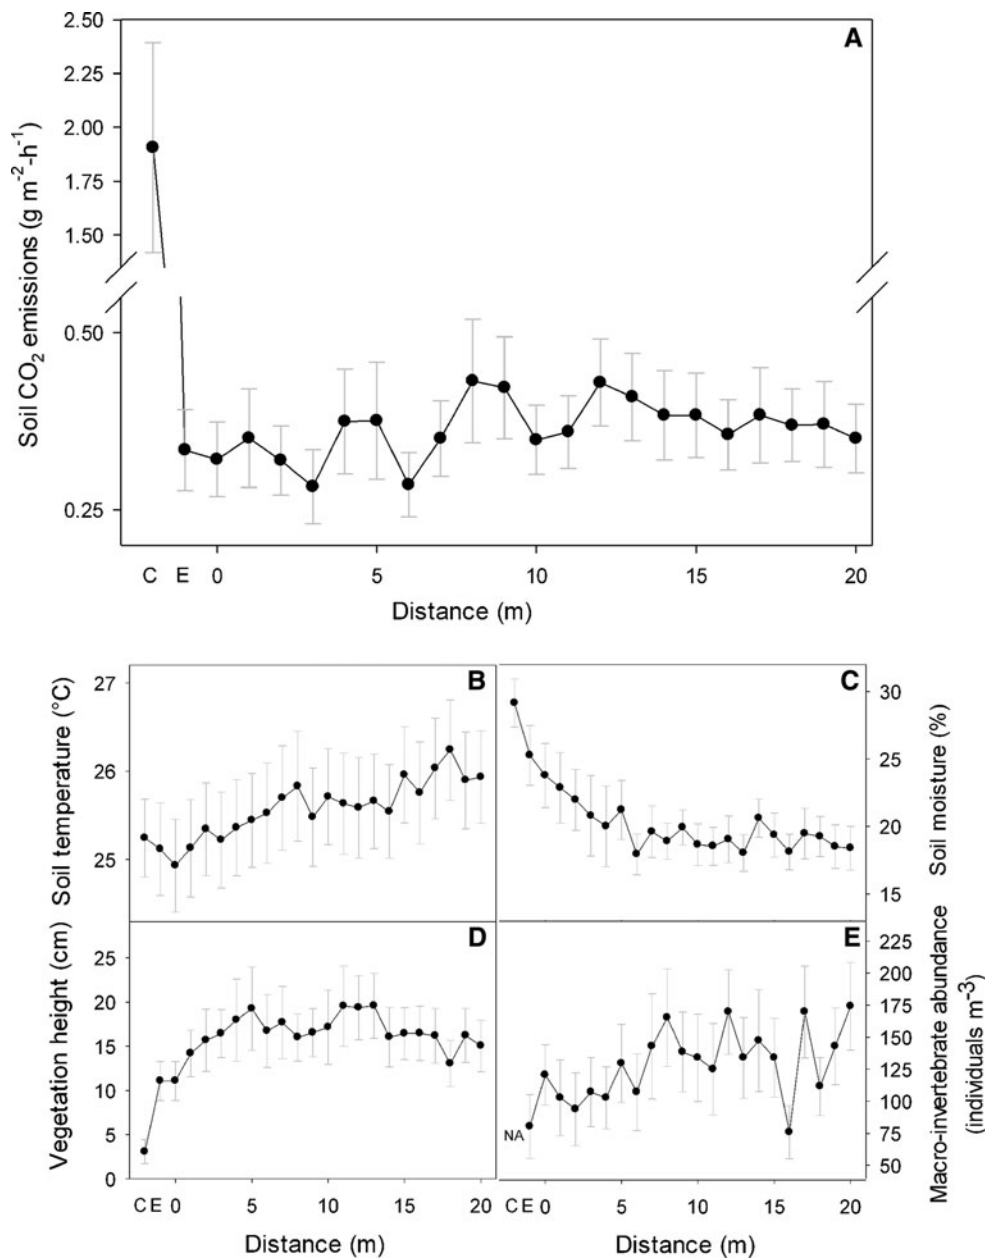 A
Soil CO₂ emissions (g m⁻²-h⁻¹)
2.50
2.25
2.00
1.75
1.50
0.50
0.25
C E 0 5 10 15 20
Distance (m)
B
Soil temperature (°C)
27
26
25
C
Soil moisture (%)
30
25
20
15
D
Vegetation height (cm)
25
20
15
10
5
0
C E 0 5 10 15 20
Distance (m)
E
Macro-invertebrate abundance
(individuals m⁻³)
225
200
175
150
125
100
75
50
NA
C E 0 5 10 15 20
Distance (m)